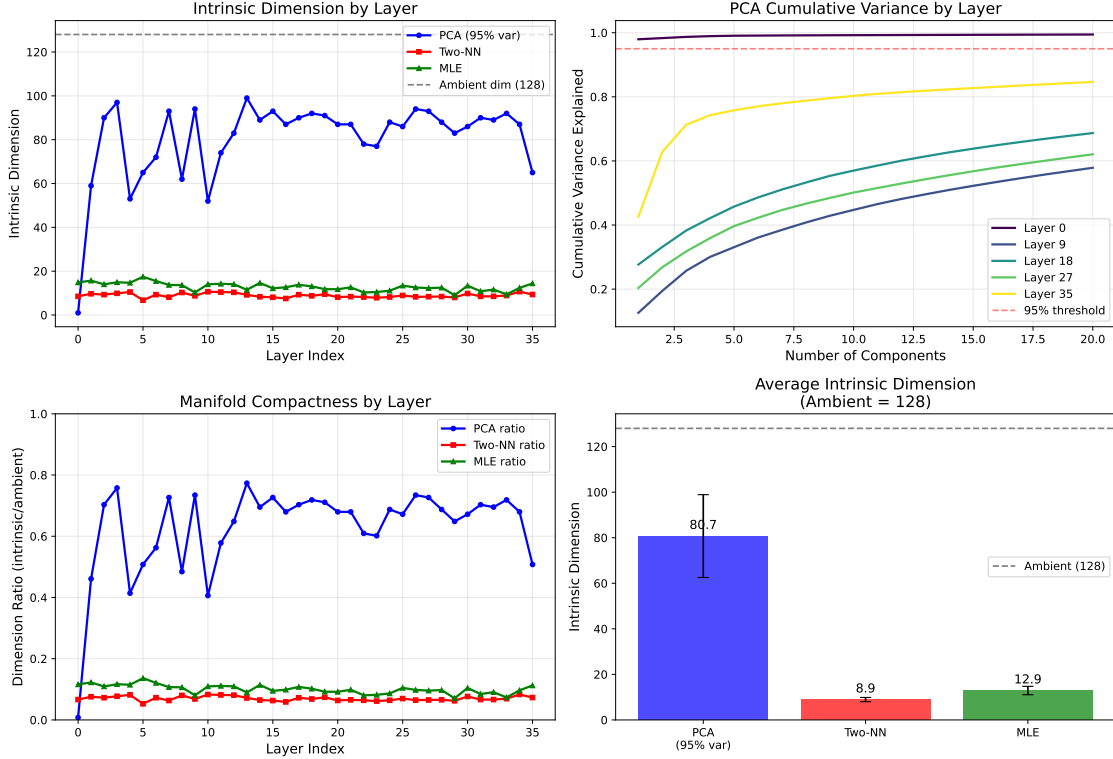 Intrinsic Dimension by Layer
Intrinsic Dimension
120
100
80
60
40
20
0
PCA (95% var)
Two-NN
MLE
Ambient dim (128)
0 5 10 15 20 25 30 35
Layer Index
PCA Cumulative Variance by Layer
Cumulative Variance Explained
1.0
0.8
0.6
0.4
0.2
Layer 0
Layer 9
Layer 18
Layer 27
Layer 35
95% threshold
2.5 5.0 7.5 10.0 12.5 15.0 17.5 20.0
Number of Components
Manifold Compactness by Layer
Dimension Ratio (intrinsic/ambient)
1.0
0.8
0.6
0.4
0.2
0.0
PCA ratio
Two-NN ratio
MLE ratio
0 5 10 15 20 25 30 35
Layer Index
Average Intrinsic Dimension
(Ambient = 128)
Intrinsic Dimension
120
100
80
60
40
20
0
80.7
8.9
12.9
Ambient (128)
PCA
(95% var)
Two-NN
MLE